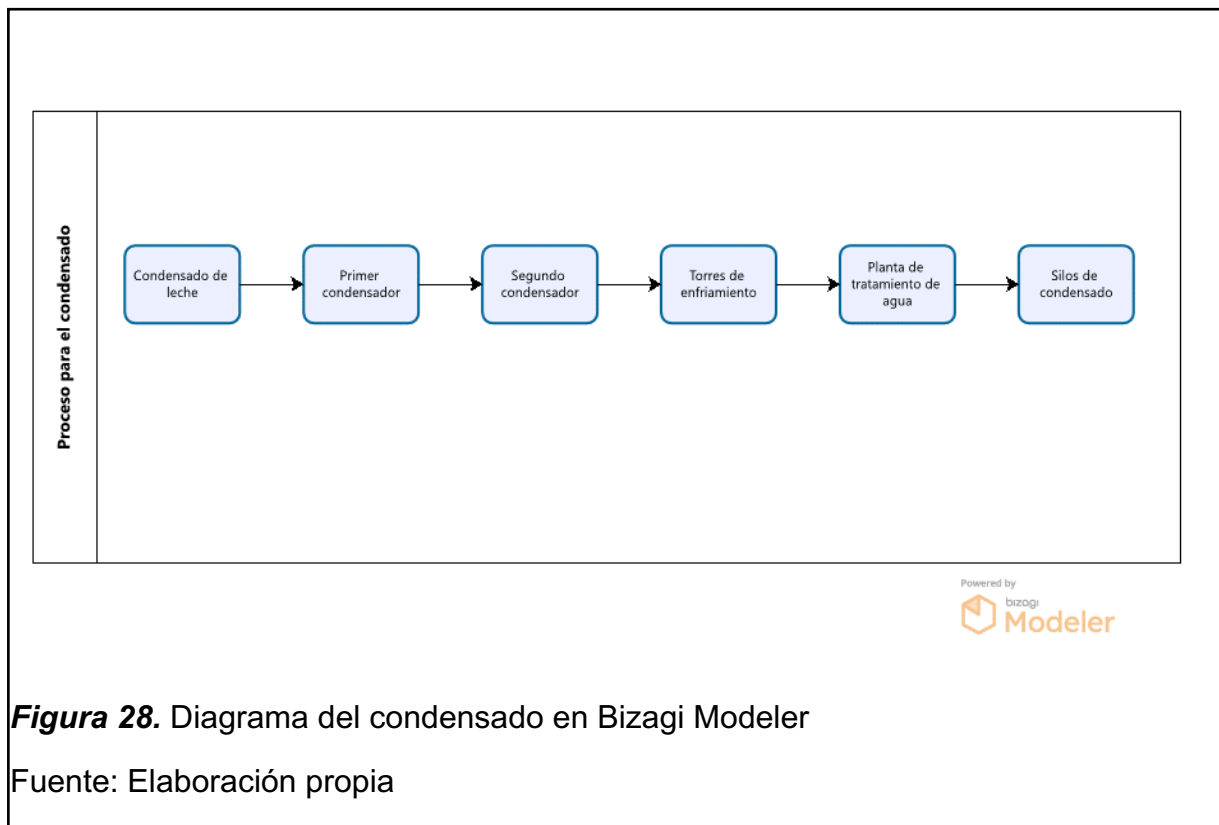 Proceso para el condensado
Condensado de
leche
Primer
condensador
Segundo
condensador
Torres de
enfriamiento
Planta de
tratamiento de
agua
Silos de
condensado
Powered by
bizagi
Modeler
Figura 28. Diagrama del condensado en Bizagi Modeler
Fuente: Elaboración propia